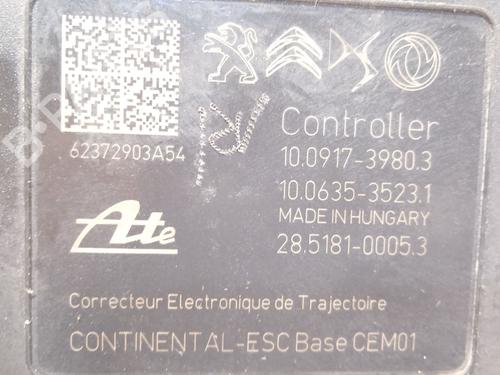 62372903A54
Controller
10.0917-3980.3
10.0635-3523.1
MADE IN HUNGARY
28.5181-0005.3
Ate
Correcteur Electronique de Trajectoire
CONTINENTAL-ESC Base CEM01